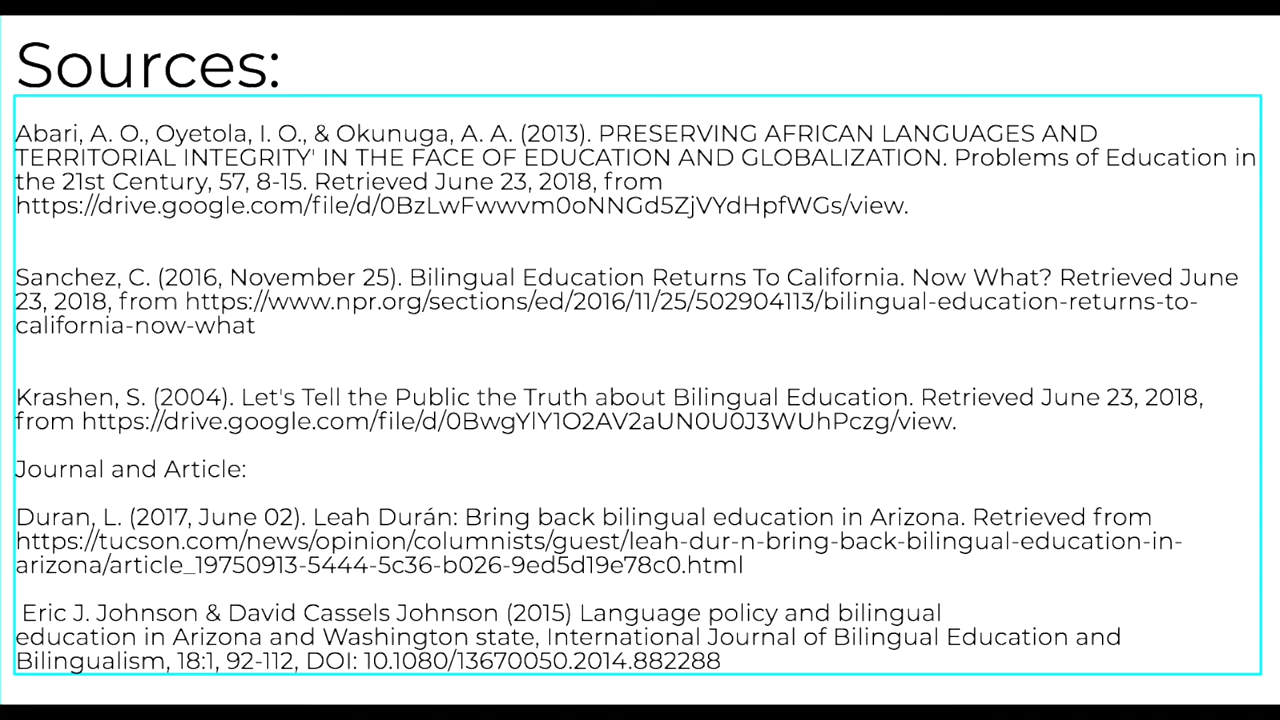 Sources:
Abari, A. O., Oyetola, I. O., & Okunuga, A. A. (2013). PRESERVING AFRICAN LANGUAGES AND
TERRITORIAL INTEGRITY' IN THE FACE OF EDUCATION AND GLOBALIZATION. Problems of Education in
the 21st Century, 57, 8-15. Retrieved June 23, 2018, from
https://drive.google.com/file/d/0BzLwFwwvm0oNNGd5ZjVYdHpfWGs/view.
Sanchez, C. (2016, November 25). Bilingual Education Returns To California. Now What? Retrieved June
23, 2018, from https://www.npr.org/sections/ed/2016/11/25/502904113/bilingual-education-returns-to-
california-now-what
Krashen, S. (2004). Let's Tell the Public the Truth about Bilingual Education. Retrieved June 23, 2018,
from https://drive.google.com/file/d/0BwgYlY1O2AV2aUN0U0J3WUhPczg/view.
Journal and Article:
Duran, L. (2017, June 02). Leah Durán: Bring back bilingual education in Arizona. Retrieved from
https://tucson.com/news/opinion/columnists/guest/leah-dur-n-bring-back-bilingual-education-in-
arizona/article_19750913-5444-5c36-b026-9ed5d19e78c0.html
Eric J. Johnson & David Cassels Johnson (2015) Language policy and bilingual
education in Arizona and Washington state, International Journal of Bilingual Education and
Bilingualism, 18:1, 92-112, DOI: 10.1080/13670050.2014.882288